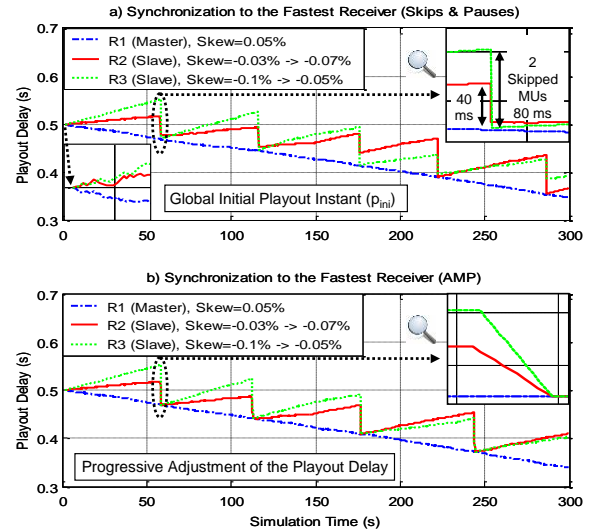 a) Synchronization to the Fastest Receiver (Skips & Pauses)
0.7
0.6
0.5
0.4
0.3
Playout Delay (s)
R1 (Master), Skew=0.05%
R2 (Slave), Skew=-0.03% -> -0.07%
R3 (Slave), Skew=-0.1% -> -0.05%
40
ms
2
Skipped
MUs
80 ms
Global Initial Playout Instant (pini)
0 50 100 150 200 250 300
b) Synchronization to the Fastest Receiver (AMP)
0.7
0.6
0.5
0.4
0.3
Playout Delay (s)
R1 (Master), Skew=0.05%
R2 (Slave), Skew=-0.03% -> -0.07%
R3 (Slave), Skew=-0.1% -> -0.05%
Progressive Adjustment of the Playout Delay
0 50 100 150 200 250 300
Simulation Time (s)